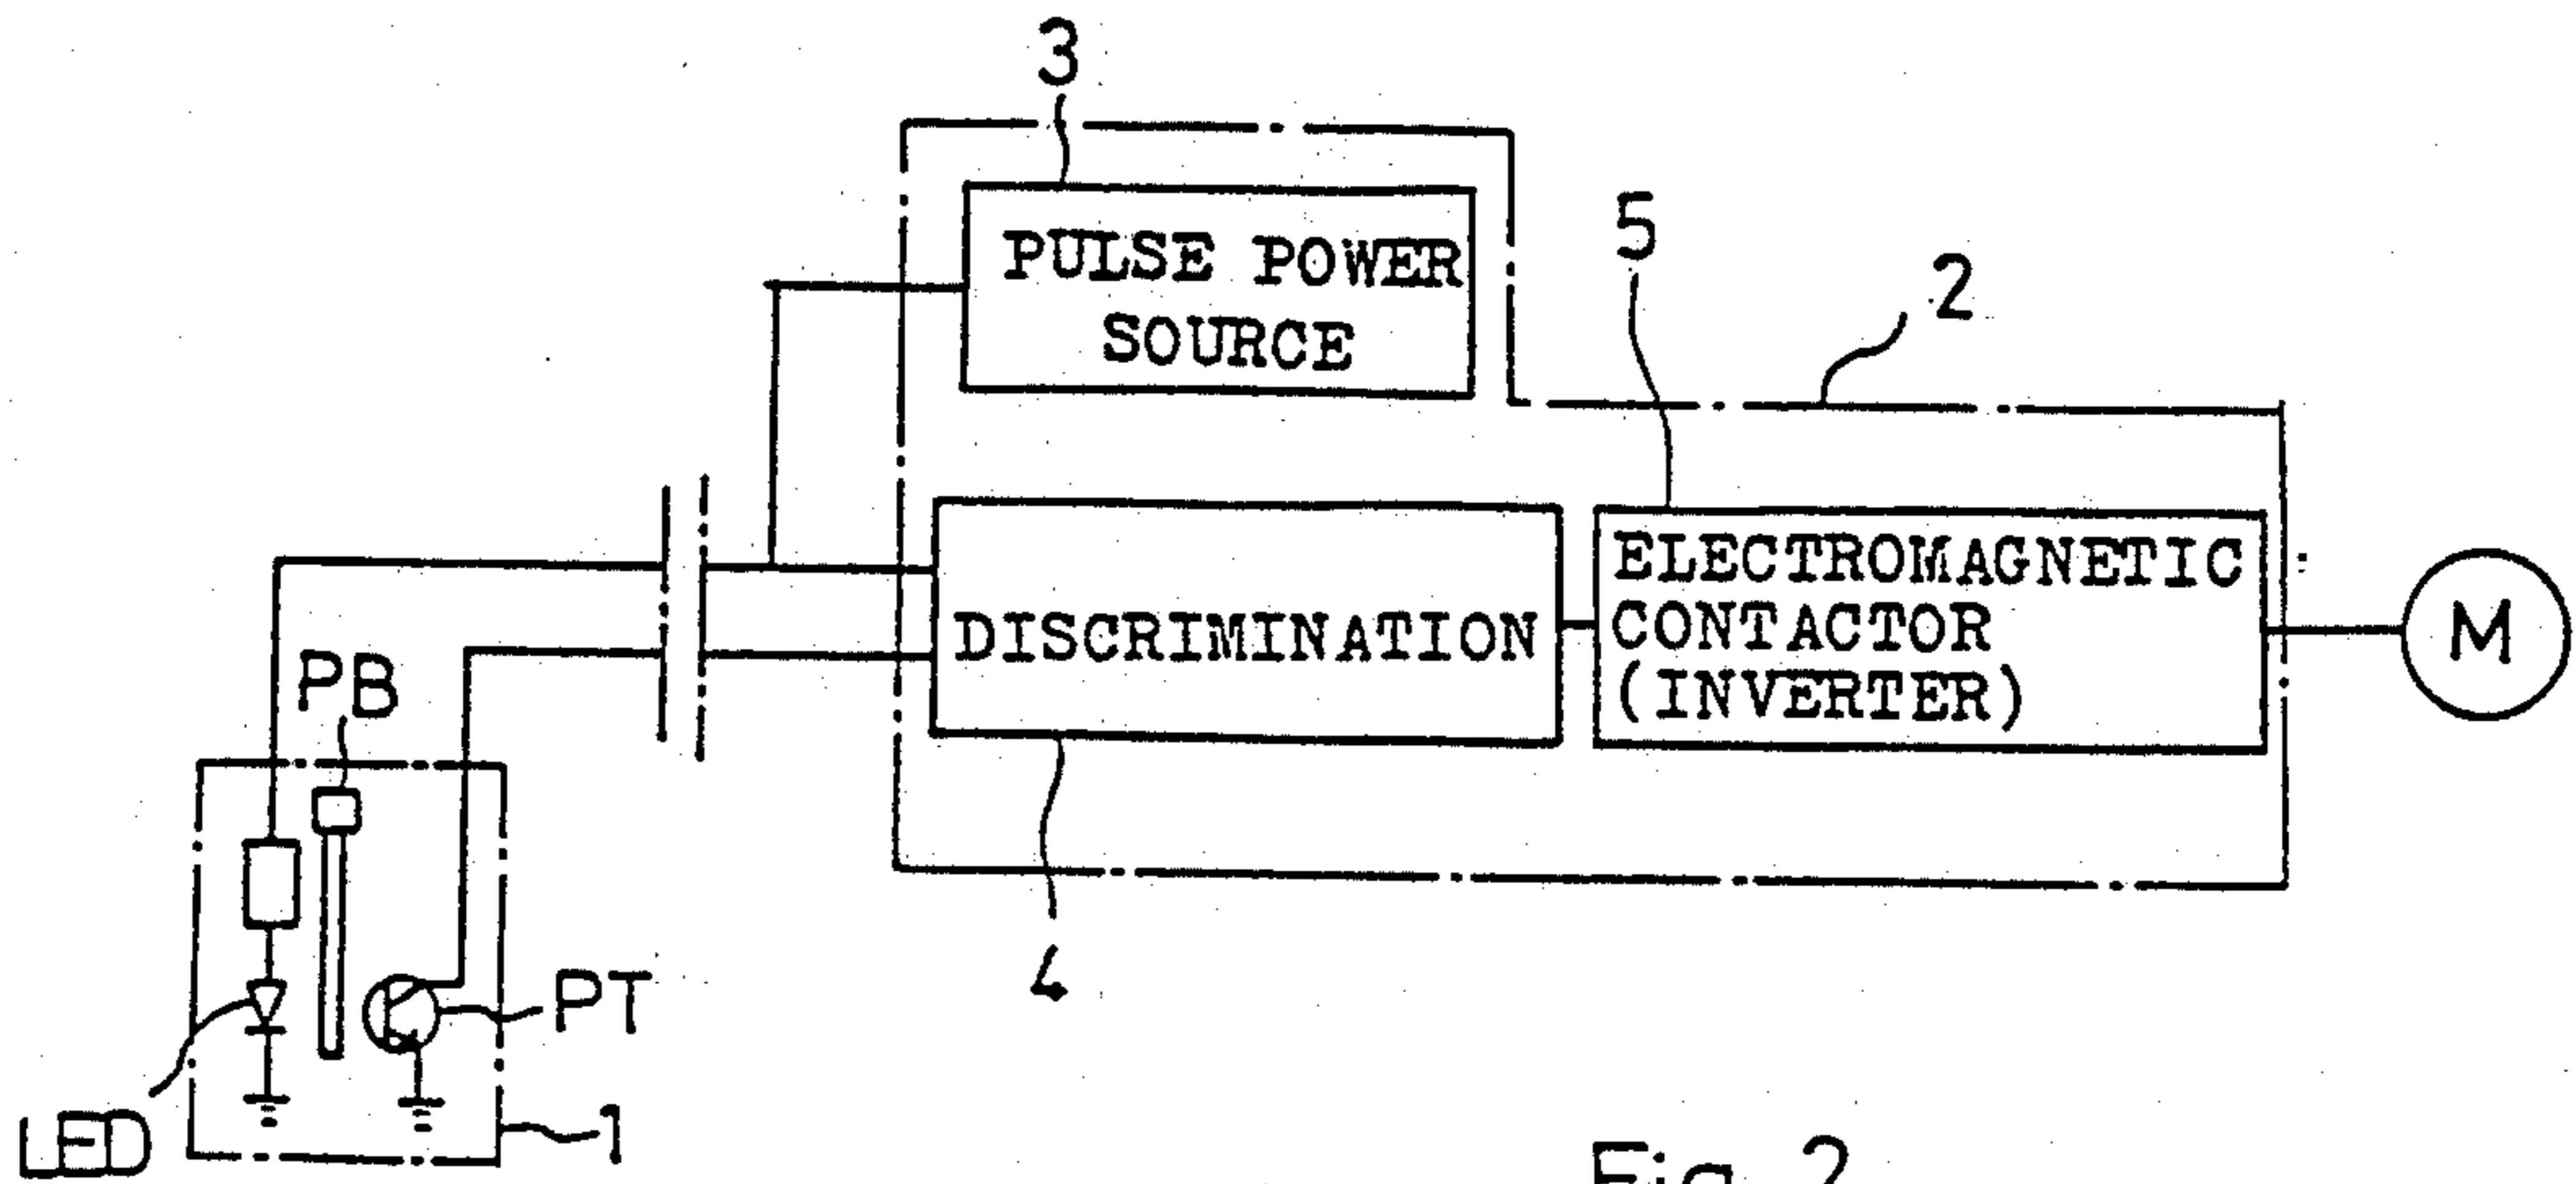 3
PULSE POWER
SOURCE
5
2
ELECTROMAGNETIC
CONTACTOR
(INVERTER)
DISCRIMINATION
M
PB
4
PT
LED
1
Fig. 2